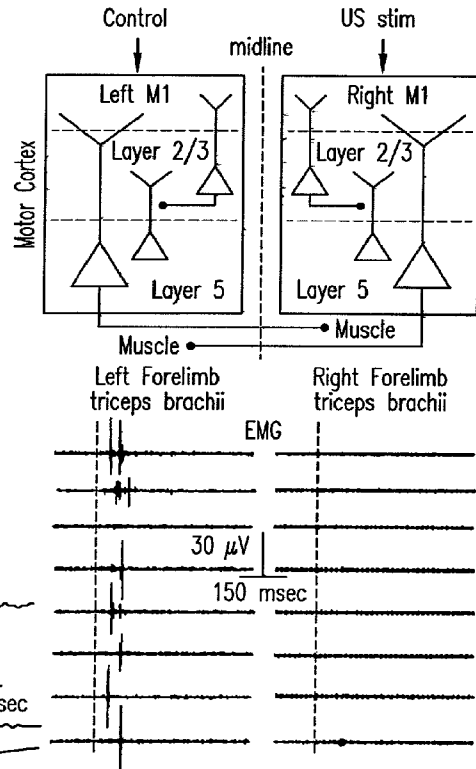 Control
US stim
midline
Left M1
Right M1
Motor Cortex
Layer 2/3
Layer 2/3
Layer 5
Layer 5
Muscle
Muscle
Left Forelimb
triceps brachii
Right Forelimb
triceps brachii
EMG
30 μV
150 msec
sec